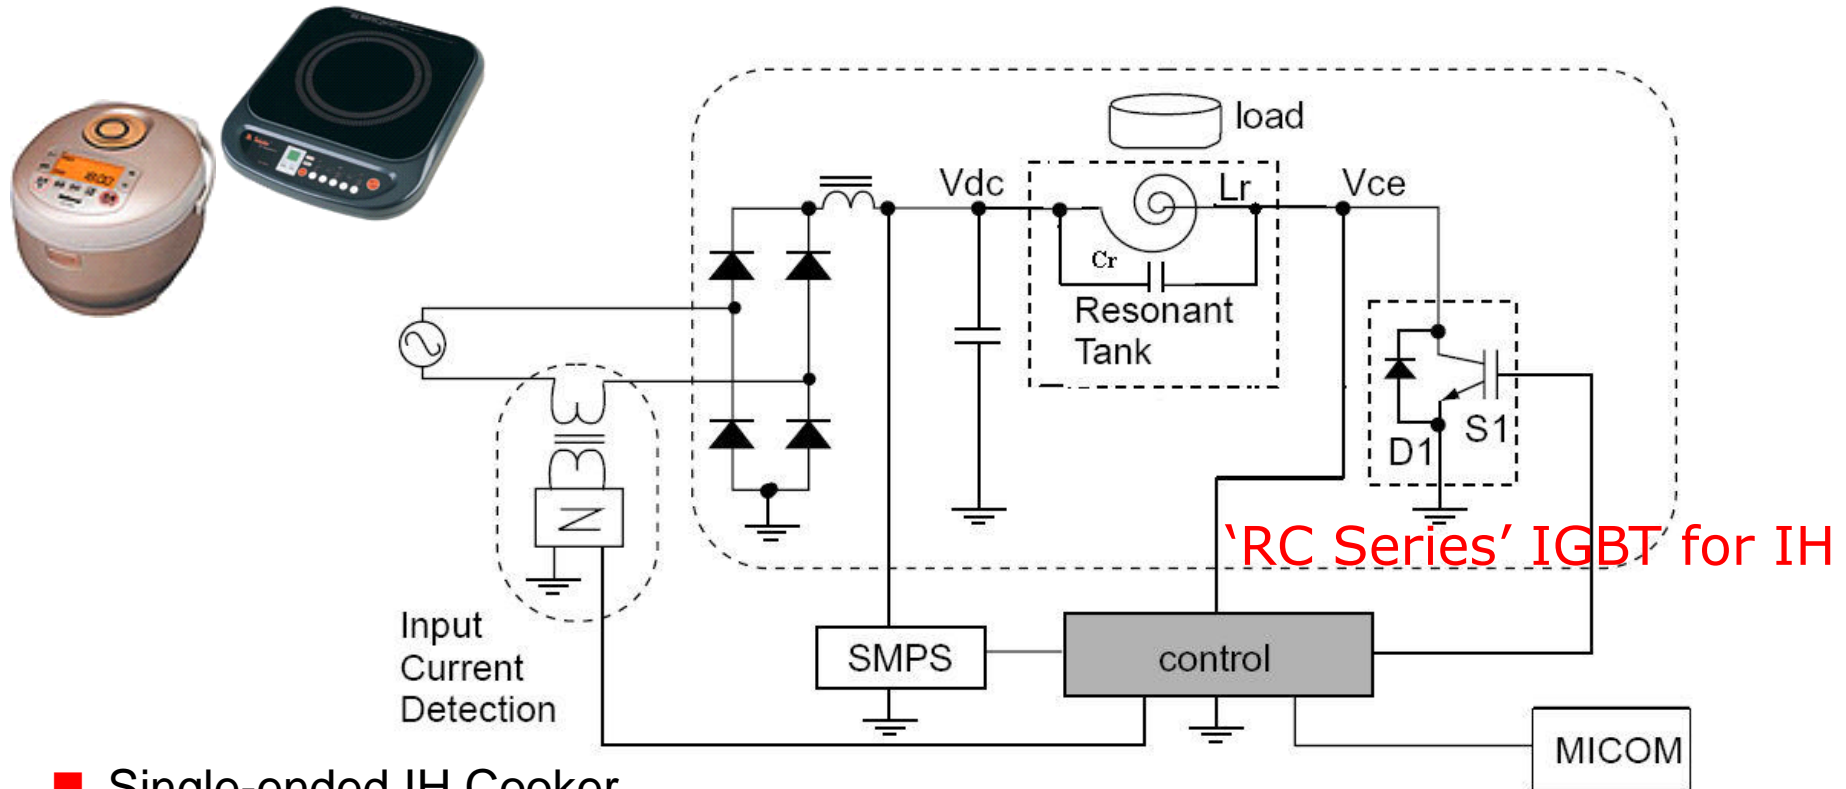 load
Vdc
Lr
Vce
Cr
Resonant
Tank
D1
S1
'RC Series' IGBT for IH
Input
Current
Detection
SMPS
control
MICOM
Single-ended IH Cooker